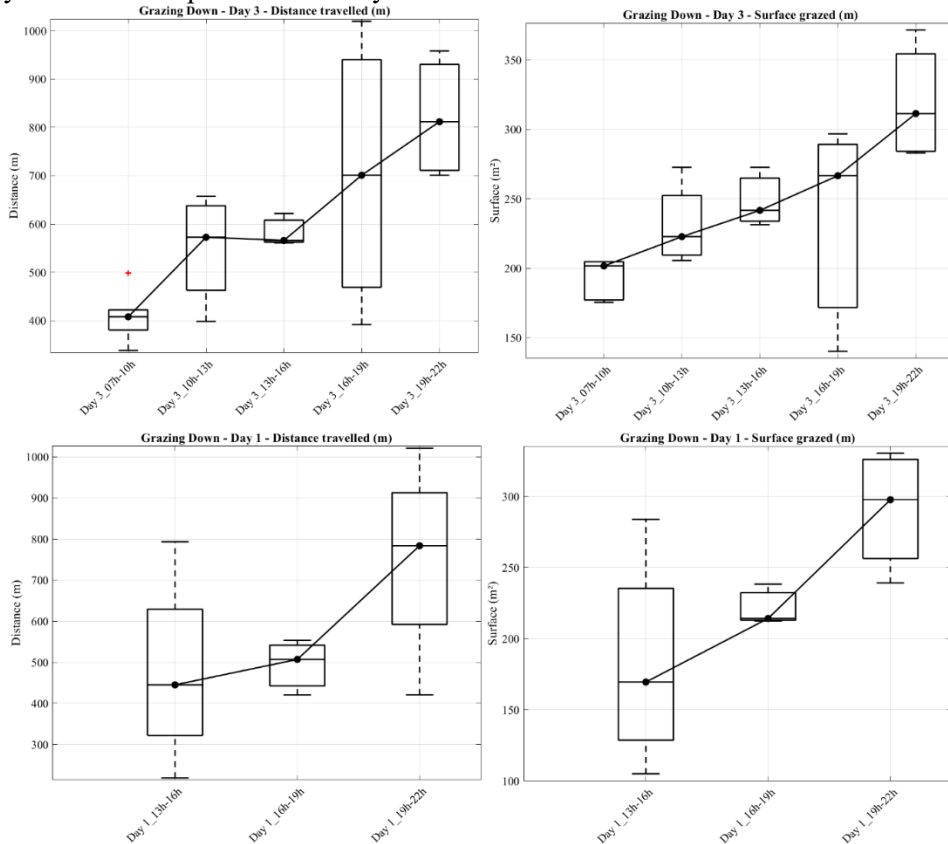 Grazing Down - Day 3 - Distance travelled (m)
1000
900
800
700
600
500
400
Distance (m)
Day 3_07h-10h
Day 3_10h-13h
Day 3_13h-16h
Day 3_16h-19h
Day 3_19h-22h
Grazing Down - Day 3 - Surface grazed (m)
350
300
250
200
150
Surface (m²)
Day 3_07h-10h
Day 3_10h-13h
Day 3_13h-16h
Day 3_16h-19h
Day 3_19h-22h
Grazing Down - Day 1 - Distance travelled (m)
1000
900
800
700
600
500
400
300
Distance (m)
Day 1_13h-16h
Day 1_16h-19h
Day 1_19h-22h
Grazing Down - Day 1 - Surface grazed (m)
300
250
200
150
100
Surface (m²)
Day 1_13h-16h
Day 1_16h-19h
Day 1_19h-22h